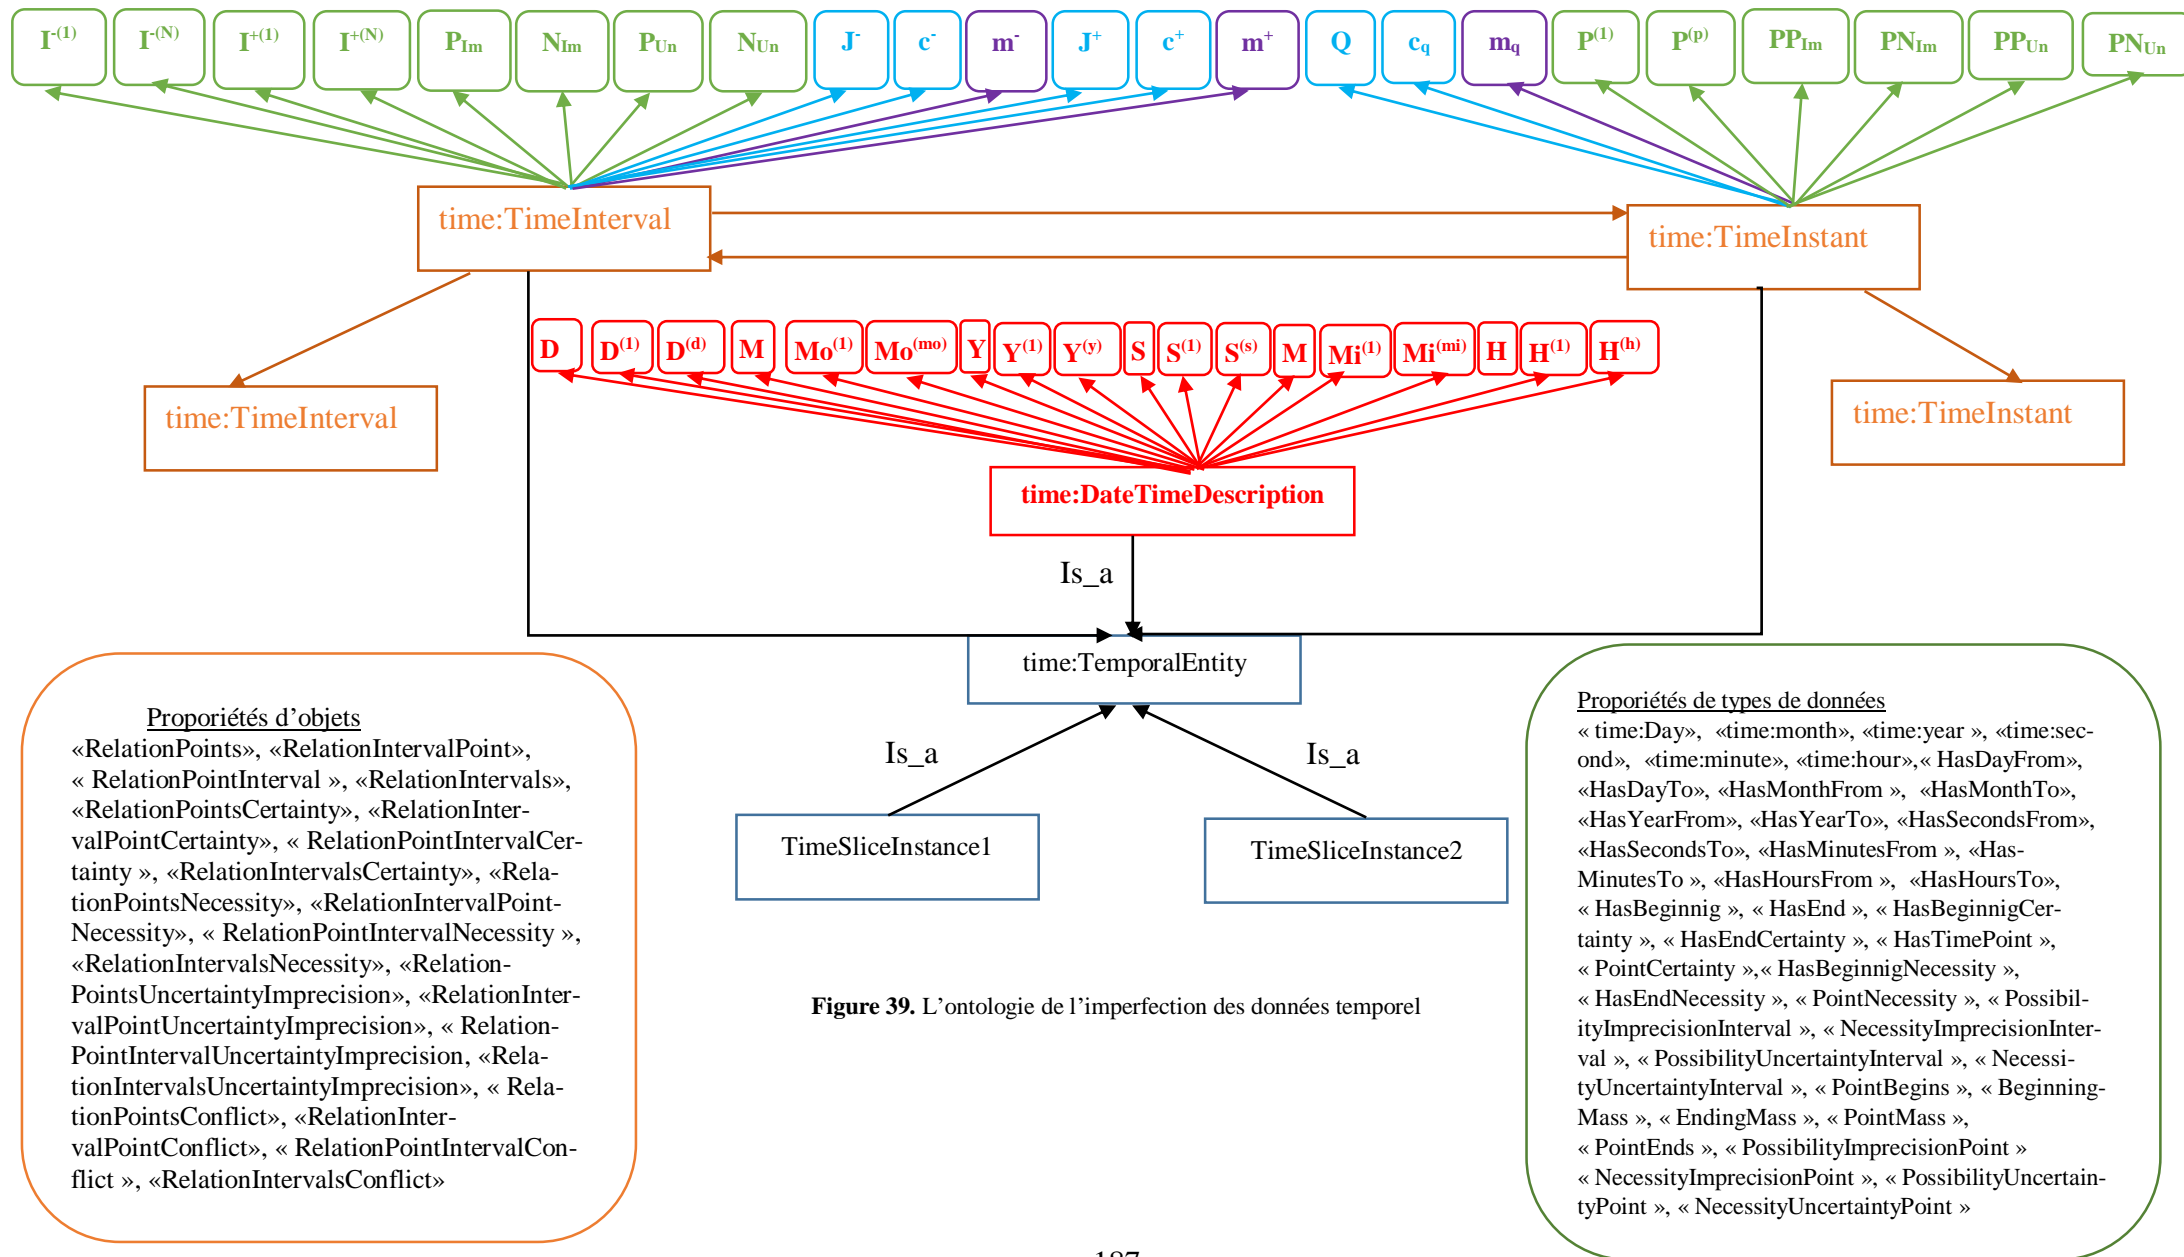 I-(1) I-(N) I+(1) I+(N) PIm NIm PUn NUn J- c- m- J+ c+ m+ Q cq mq P(1) P(p) PPIm PNIm PPUn PNUn
time:TimeInterval
time:TimeInstant
D D(1) D(d) M Mo(1) Mo(mo) Y Y(1) Y(y) S S(1) S(s) M Mi(1) Mi(mi) H H(1) H(h)
time:TimeInterval
time:TimeInstant
time:DateTimeDescription
Is_a
time:TemporalEntity
Is_a
Is_a
TimeSliceInstance1
TimeSliceInstance2
Proporiétés d’objets
«RelationPoints», «RelationIntervalPoint»,
« RelationPointInterval », «RelationIntervals»,
«RelationPointsCertainty», «RelationInter-
valPointCertainty», « RelationPointIntervalCer-
tainty », «RelationIntervalsCertainty», «Rela-
tionPointsNecessity», «RelationIntervalPoint-
Necessity», « RelationPointIntervalNecessity »,
«RelationIntervalsNecessity», «Relation-
PointsUncertaintyImprecision», «RelationInter-
valPointUncertaintyImprecision», « Relation-
PointIntervalUncertaintyImprecision, «Rela-
tionIntervalsUncertaintyImprecision», « Rela-
tionPointsConflict», «RelationInter-
valPointConflict», « RelationPointIntervalCon-
flict », «RelationIntervalsConflict»
Proporiétés de types de données
« time:Day», «time:month», «time:year », «time:sec-
ond», «time:minute», «time:hour»,« HasDayFrom»,
«HasDayTo», «HasMonthFrom », «HasMonthTo»,
«HasYearFrom», «HasYearTo», «HasSecondsFrom»,
«HasSecondsTo», «HasMinutesFrom », «Has-
MinutesTo », «HasHoursFrom », «HasHoursTo»,
« HasBeginnig », « HasEnd », « HasBeginnigCer-
tainty », « HasEndCertainty », « HasTimePoint »,
« PointCertainty »,« HasBeginnigNecessity »,
« HasEndNecessity », « PointNecessity », « Possibil-
ityImprecisionInterval », « NecessityImprecisionInter-
val », « PossibilityUncertaintyInterval », « Necessi-
tyUncertaintyInterval », « PointBegins », « Beginning-
Mass », « EndingMass », « PointMass »,
« PointEnds », « PossibilityImprecisionPoint »
« NecessityImprecisionPoint », « PossibilityUncertain-
tyPoint », « NecessityUncertaintyPoint »
Figure 39. L’ontologie de l’imperfection des données temporel
187